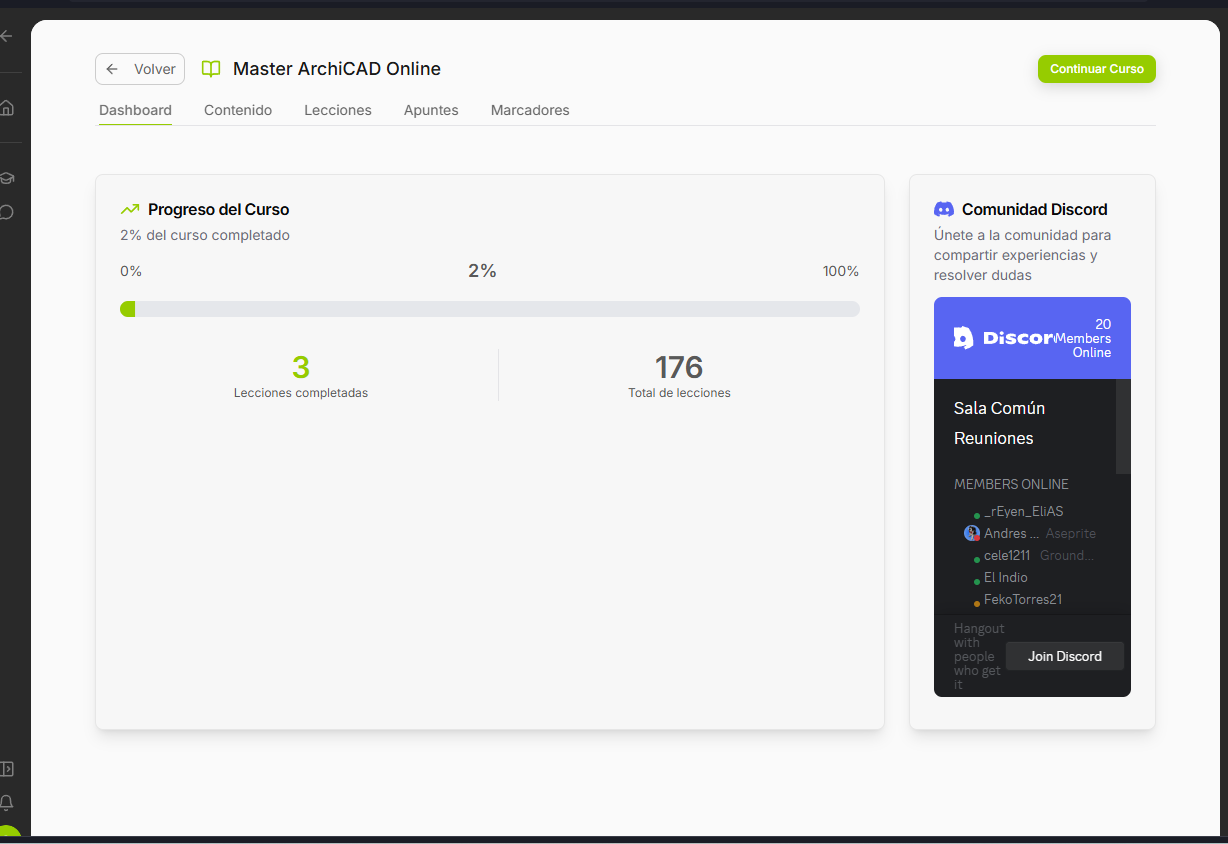 Volver
Master ArchiCAD Online
Continuar Curso
Dashboard
Contenido
Lecciones
Apuntes
Marcadores
Progreso del Curso
2% del curso completado
0%
2%
100%
3
Lecciones completadas
176
Total de lecciones
Comunidad Discord
Únete a la comunidad para
compartir experiencias y
resolver dudas
Discor
20
Members
Online
Sala Común
Reuniones
MEMBERS ONLINE
_rEyen_EliAS
Andres ... Aseprite
cele1211 Ground...
El Indio
FekoTorres21
Hangout
with
people
who get
it
Join Discord